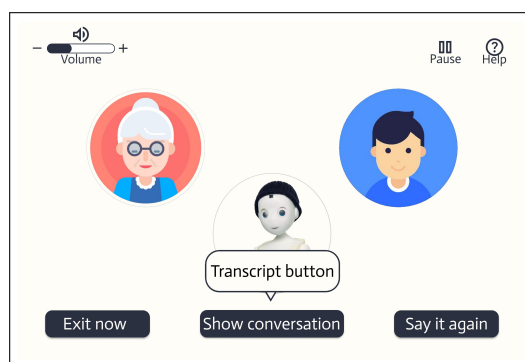 Volume
Pause
Help
Transcript button
Exit now
Show conversation
Say it again